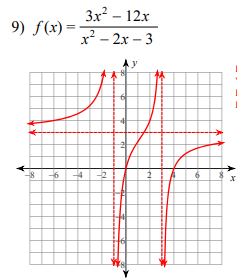 9) f(x) = (3x² – 12x) / (x² – 2x – 3)
y
8
6
4
2
-8 -6 -4 -2 2 4 6 8 x
-4
-6
-8